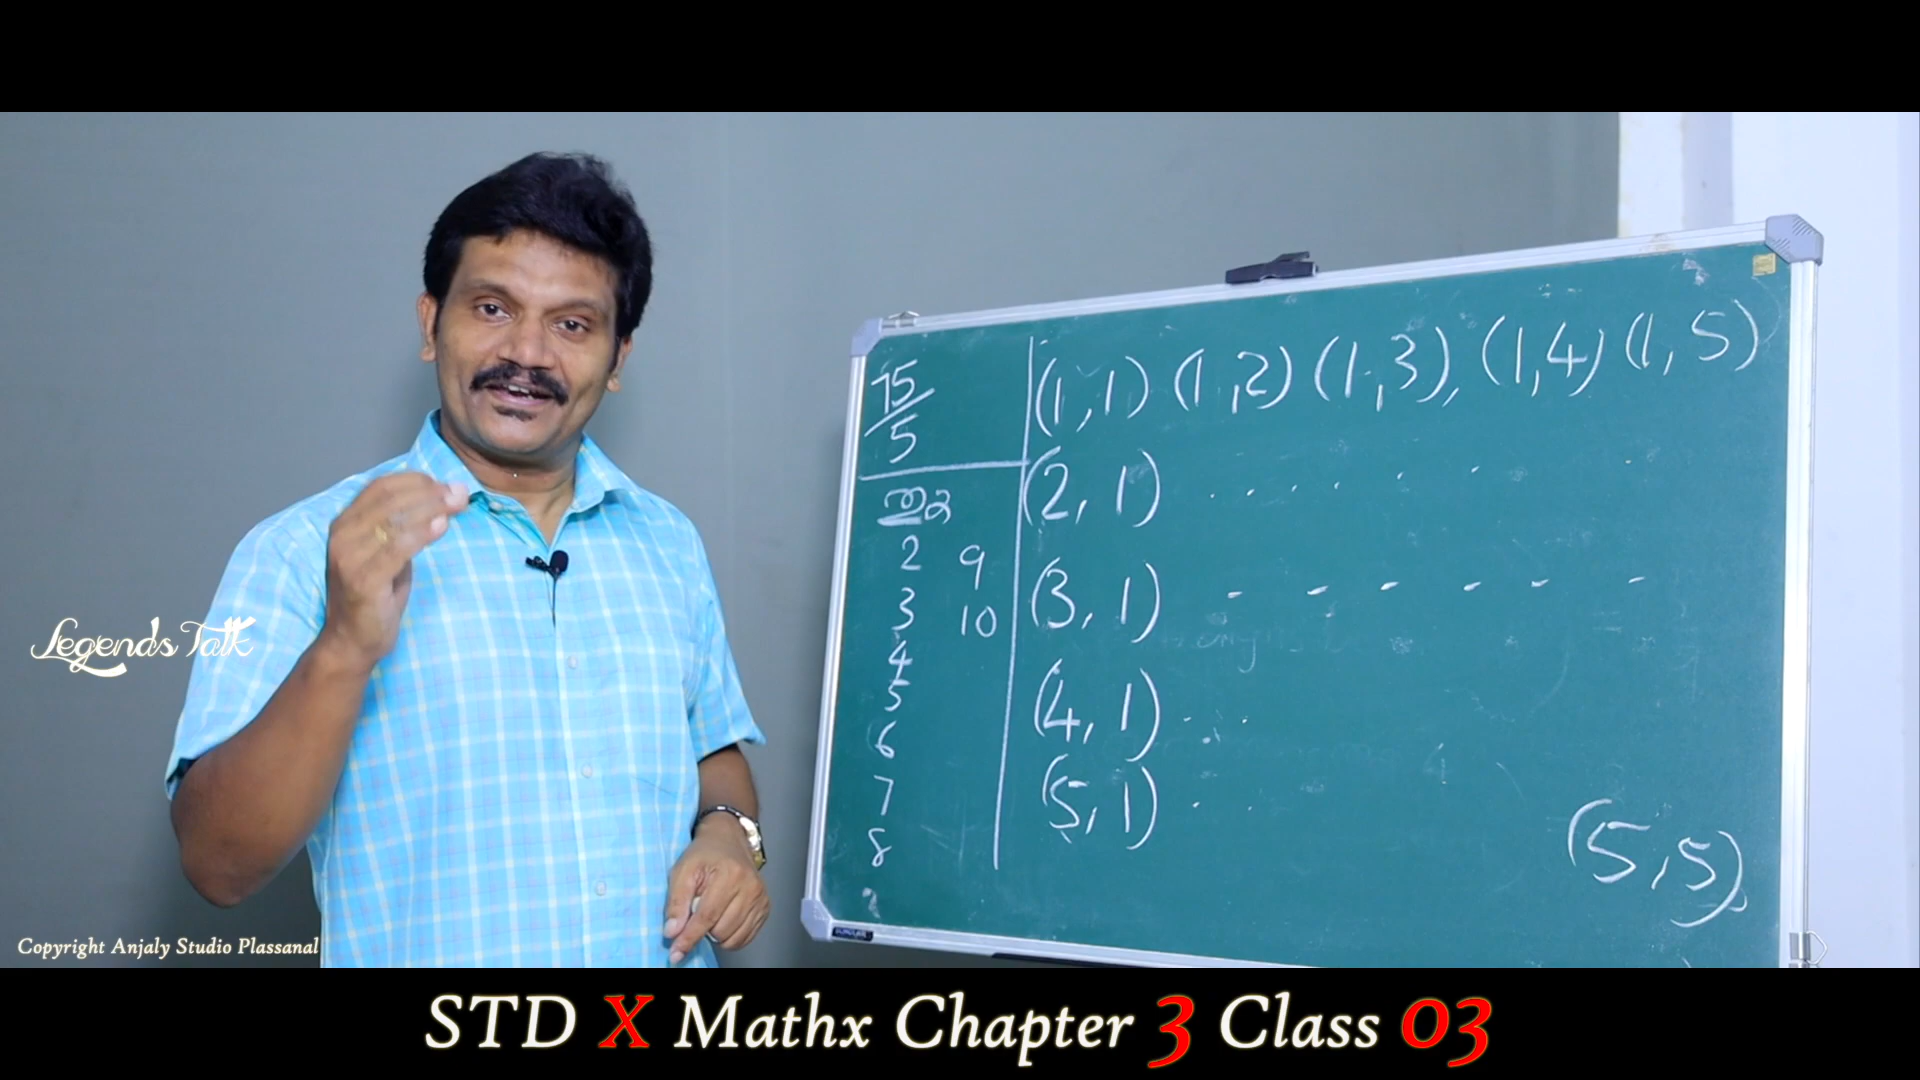 75
5
(1,1) (1,2) (1,3), (1,4) (1,5)
(2, 1) . . . . . . .
(3, 1) - - - - - -
(4, 1) . . .
(5, 1) . .
(5,5)
2 9
3 10
4
5
6
7
8
Legends Talk
Copyright Anjaly Studio Plassanal
STD X Mathx Chapter 3 Class 03